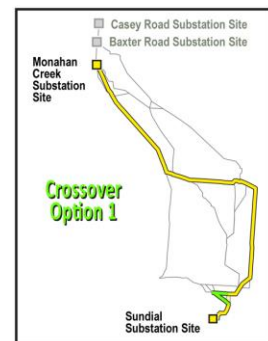 Casey Road Substation Site
Baxter Road Substation Site
Monahan
Creek
Substation
Site
Crossover
Option 1
Sundial
Substation Site